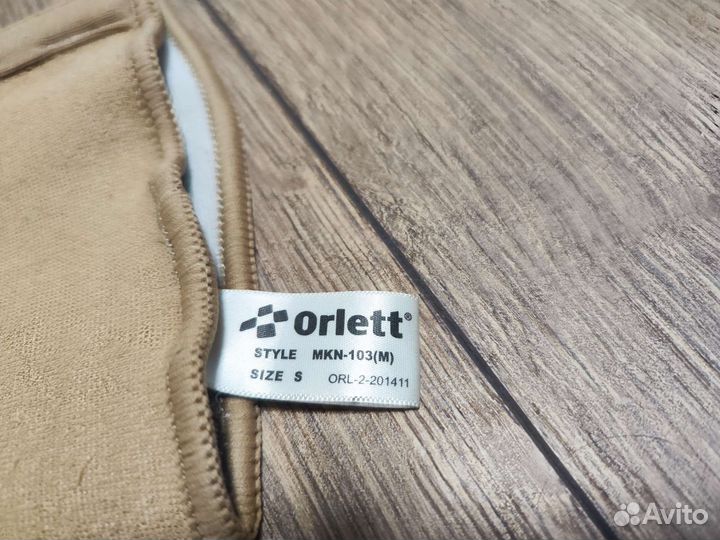 Orlett®
STYLE MKN-103(M)
SIZE S ORL-2-201411
Avito